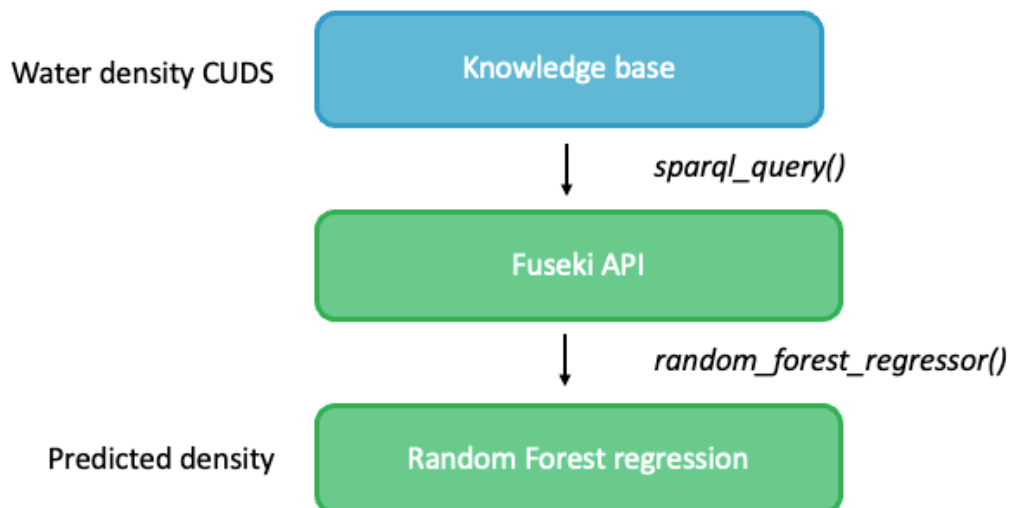 Water density CUDS
Knowledge base
sparql_query()
Fuseki API
random_forest_regressor()
Predicted density
Random Forest regression